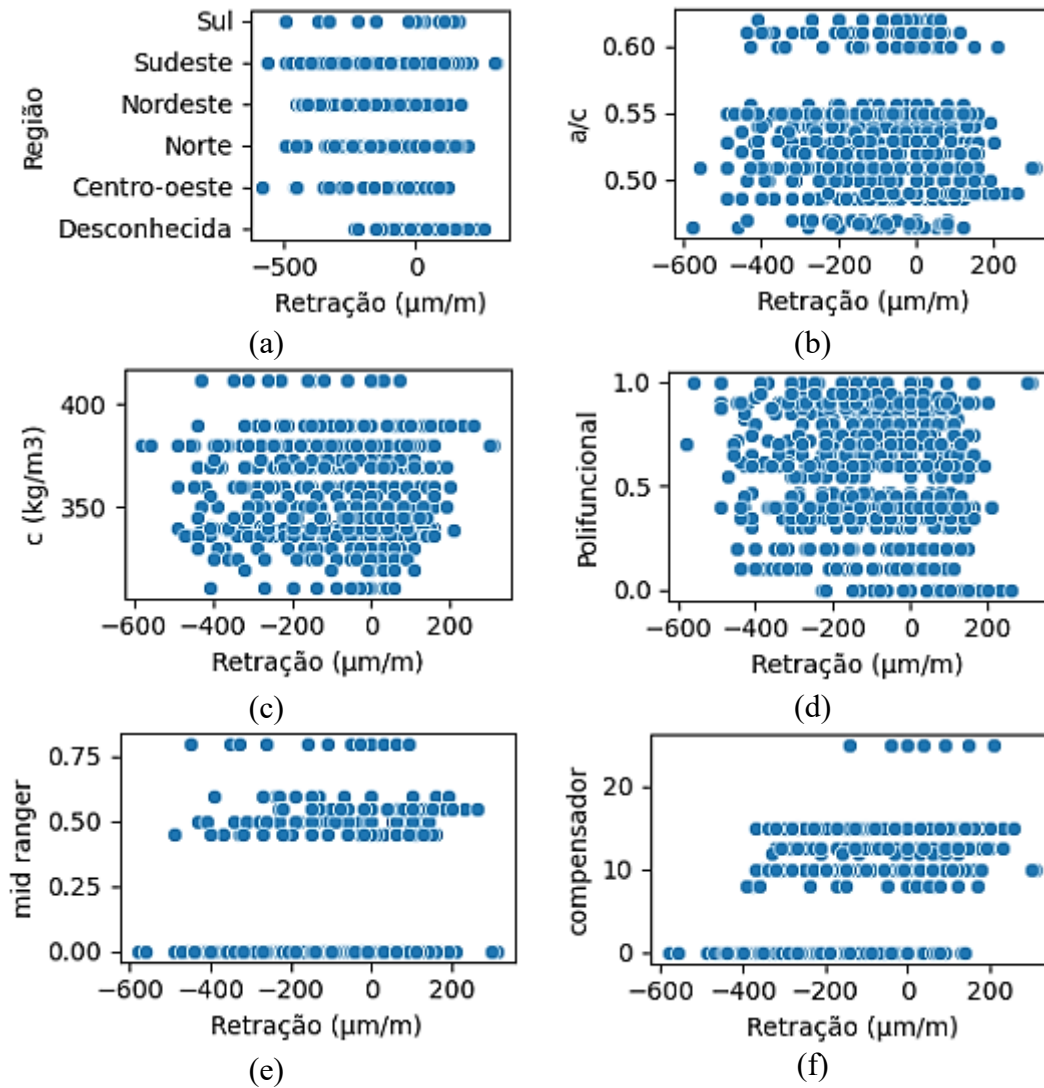 Região
Sul
Sudeste
Nordeste
Norte
Centro-oeste
Desconhecida
−500 0
Retração (μm/m)
(a)
a/c
0.60
0.55
0.50
−600 −400 −200 0 200
Retração (μm/m)
(b)
c (kg/m3)
400
350
−600 −400 −200 0 200
Retração (μm/m)
(c)
Polifuncional
1.0
0.5
0.0
−600 −400 −200 0 200
Retração (μm/m)
(d)
mid ranger
0.75
0.50
0.25
0.00
−600 −400 −200 0 200
Retração (μm/m)
(e)
compensador
20
10
0
−600 −400 −200 0 200
Retração (μm/m)
(f)